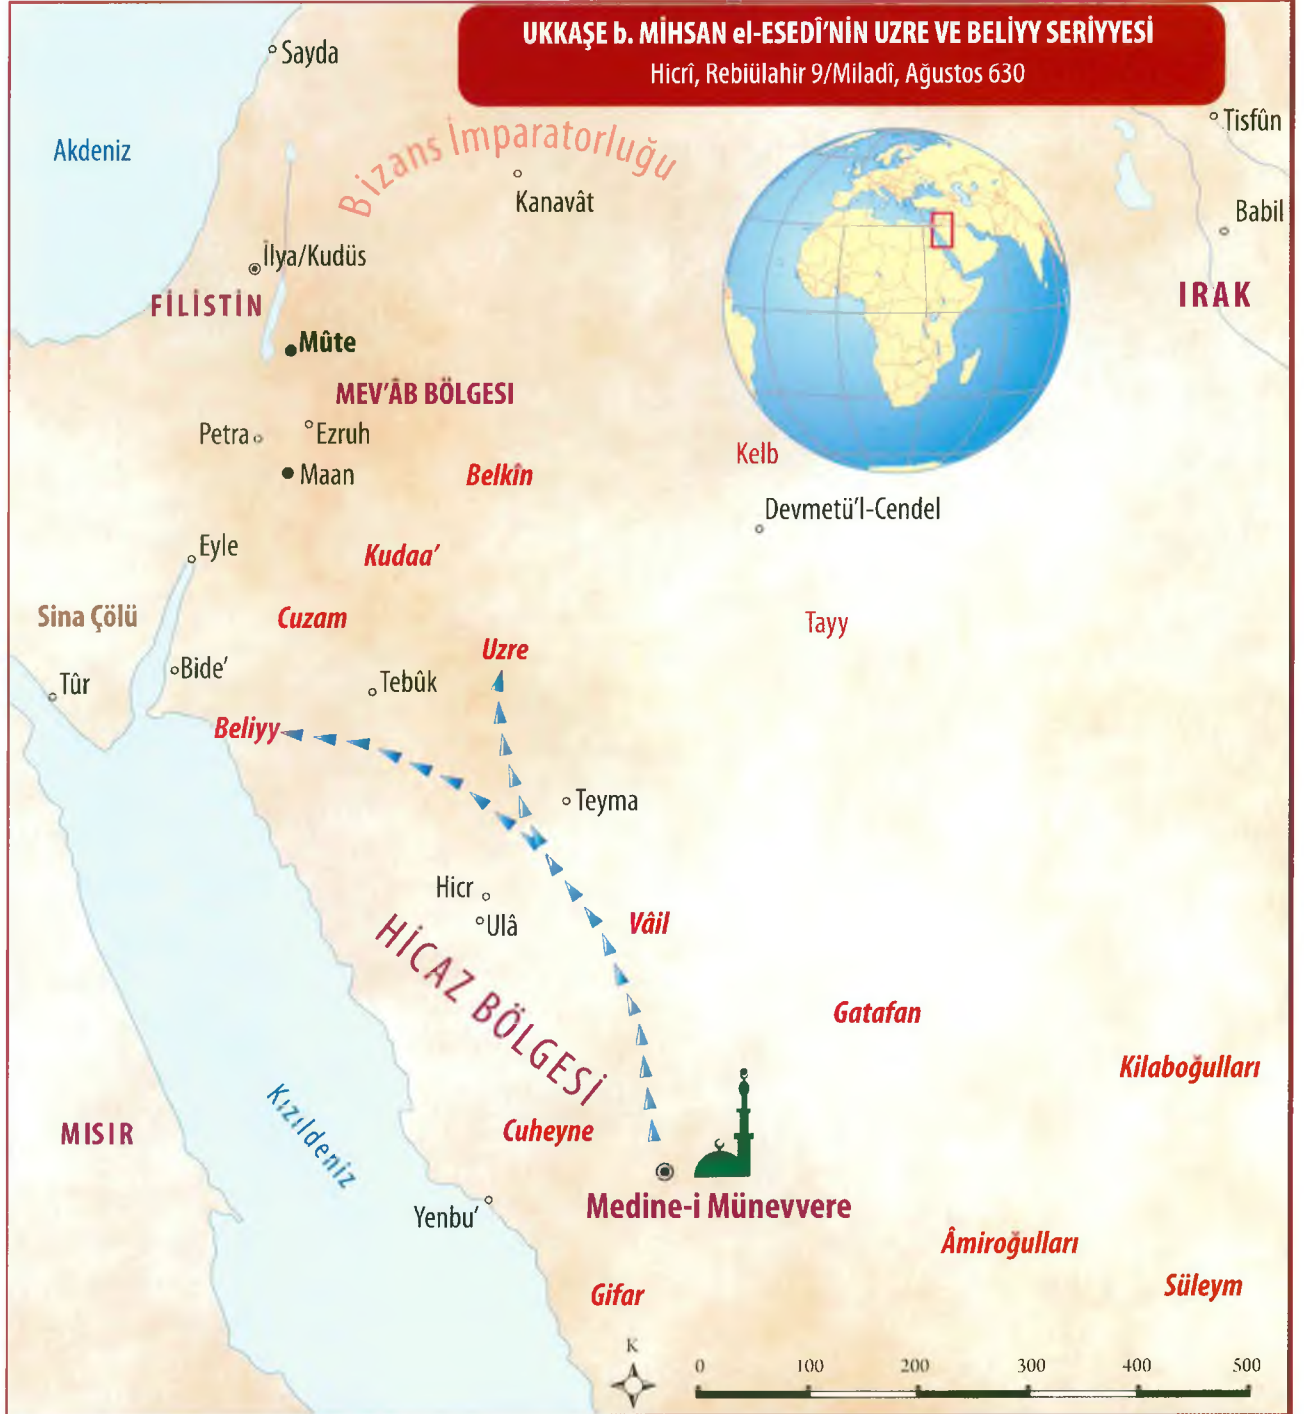 UKKAŞE b. MİHSAN el-ESEDÎ'NİN UZRE VE BELİYY SERİYYESİ
Hicrî, Rebiülahir 9/Miladî, Ağustos 630
Sayda
Tisfûn
Akdeniz
Bizans İmparatorluğu
Kanavât
Babil
İlya/Kudüs
FİLİSTİN
IRAK
Mûte
MEV'ÂB BÖLGESI
Petra
Ezruh
Kelb
Maan
Belkîn
Devmetü'l-Cendel
Eyle
Kudaa'
Sina Çölü
Cuzam
Tayy
Uzre
Bide'
Tûr
Tebûk
Beliyy
Teyma
Hicr
Ulâ
Vâil
HİCAZ BÖLGESİ
Gatafan
Kilaboğulları
Kızıldeniz
MISIR
Cuheyne
Medine-i Münevvere
Yenbu'
Âmiroğulları
Gifar
Süleym
K
0 100 200 300 400 500